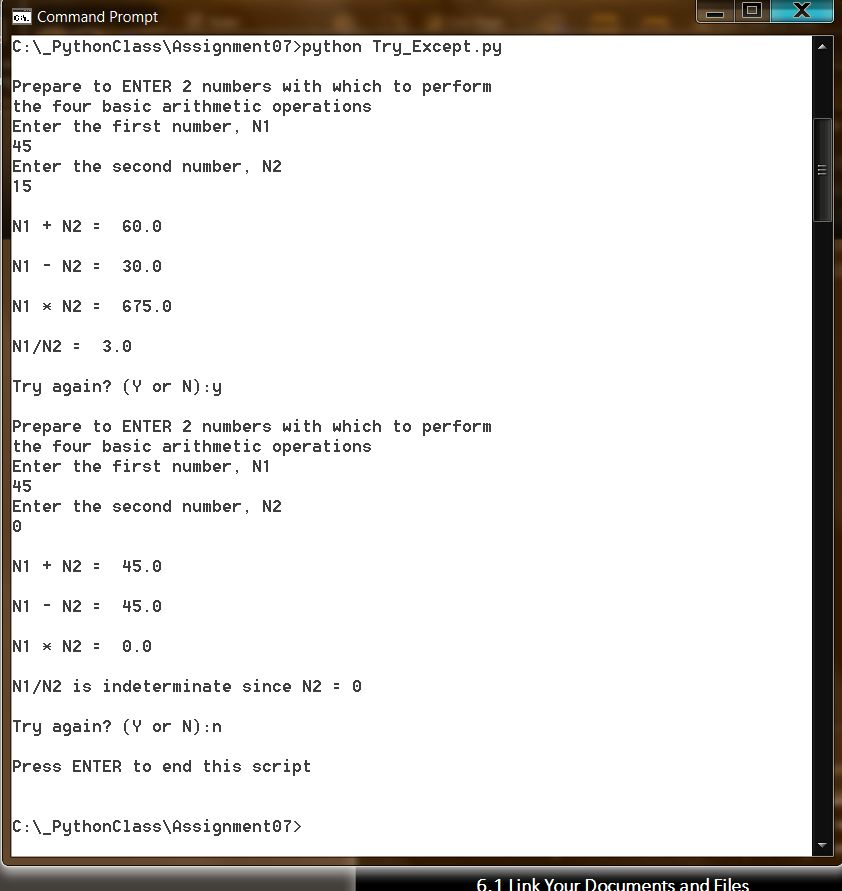 Command Prompt
C:\_PythonClass\Assignment07>python Try_Except.py
Prepare to ENTER 2 numbers with which to perform
the four basic arithmetic operations
Enter the first number, N1
45
Enter the second number, N2
15
N1 + N2 =  60.0
N1 - N2 =  30.0
N1 * N2 =  675.0
N1/N2 =  3.0
Try again? (Y or N):y
Prepare to ENTER 2 numbers with which to perform
the four basic arithmetic operations
Enter the first number, N1
45
Enter the second number, N2
0
N1 + N2 =  45.0
N1 - N2 =  45.0
N1 * N2 =  0.0
N1/N2 is indeterminate since N2 = 0
Try again? (Y or N):n
Press ENTER to end this script
C:\_PythonClass\Assignment07>
6.1 Link Your Documents and Files